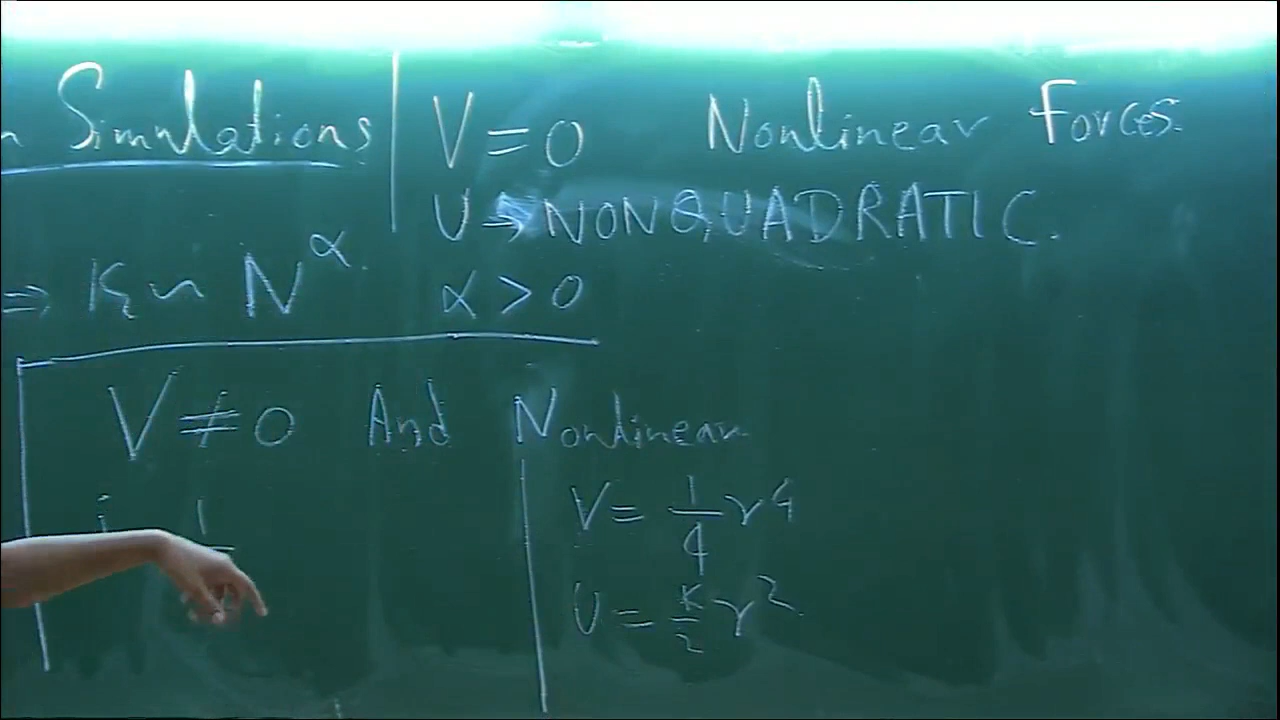 n Simulations V = 0 Nonlinear Forces.
U → NONQUADRATIC.
⇒ K ~ N^α α > 0
V ≠ 0 And Nonlinear
V = 1/4 r^4
U = K/2 r^2